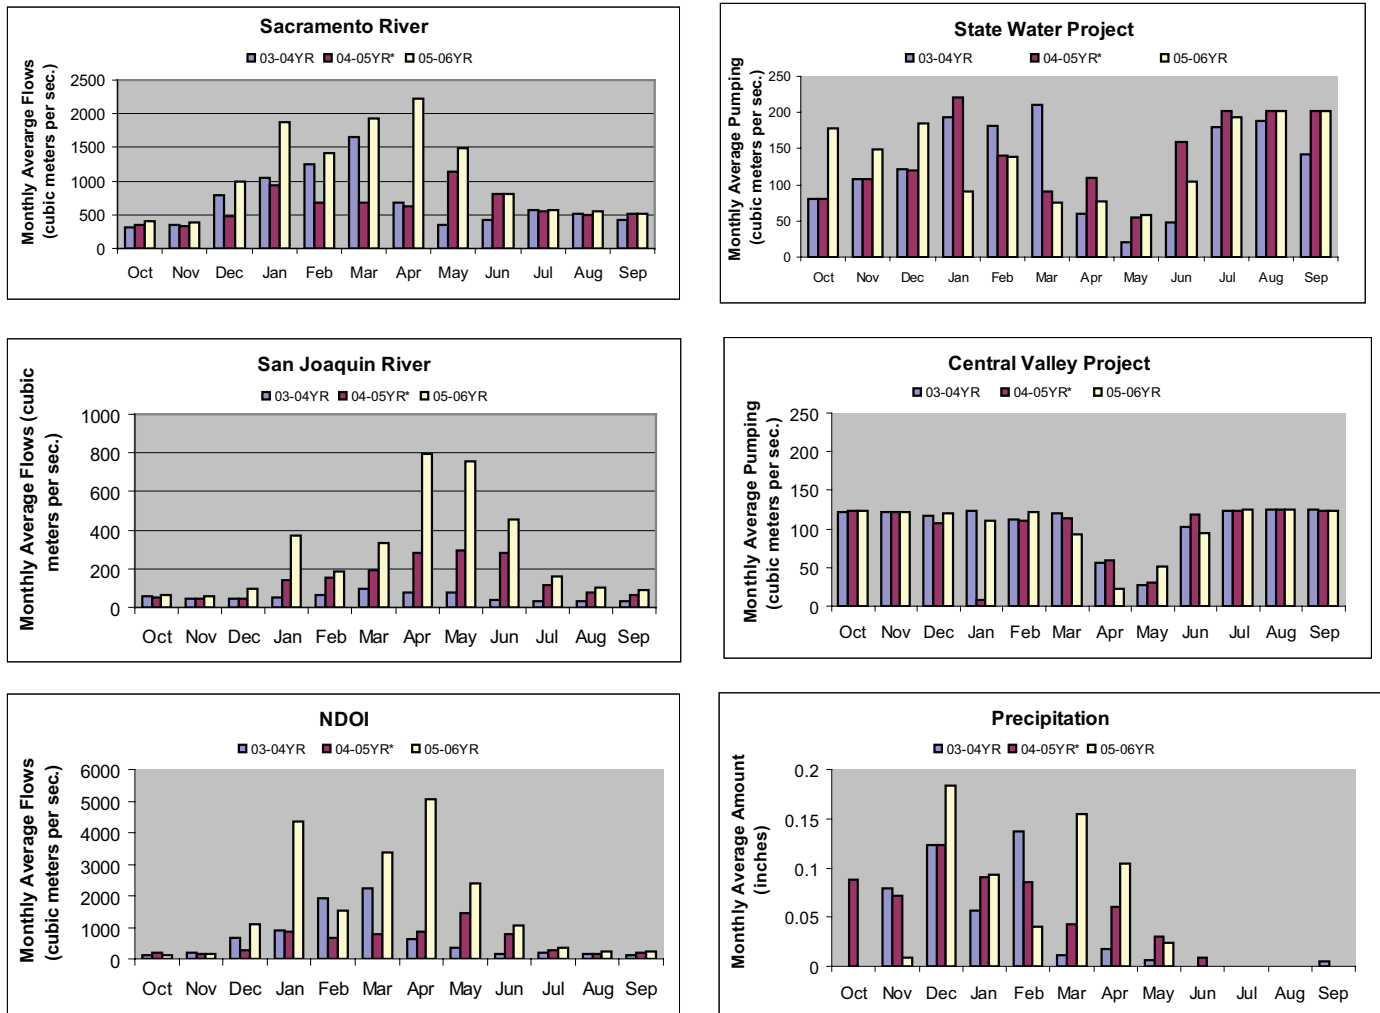 Sacramento River
03-04YR 04-05YR* 05-06YR
Monthly Averarge Flows
(cubic meters per sec.)
2500
2000
1500
1000
500
0
Oct Nov Dec Jan Feb Mar Apr May Jun Jul Aug Sep
State Water Project
03-04YR 04-05YR* 05-06YR
Monthly Average Pumping
(cubic meters per sec.)
250
200
150
100
50
0
Oct Nov Dec Jan Feb Mar Apr May Jun Jul Aug Sep
San Joaquin River
03-04YR 04-05YR* 05-06YR
Monthly Average Flows (cubic
meters per sec.)
1000
800
600
400
200
0
Oct Nov Dec Jan Feb Mar Apr May Jun Jul Aug Sep
Central Valley Project
03-04YR 04-05YR* 05-06YR
Monthly Average Pumping
(cubic meters per sec.)
250
200
150
100
50
0
Oct Nov Dec Jan Feb Mar Apr May Jun Jul Aug Sep
NDOI
03-04YR 04-05YR* 05-06YR
Monthly Average Flows
(cubic meters per sec.)
6000
5000
4000
3000
2000
1000
0
Oct Nov Dec Jan Feb Mar Apr May Jun Jul Aug Sep
Precipitation
03-04YR 04-05YR* 05-06YR
Monthly Average Amount
(inches)
0.2
0.15
0.1
0.05
0
Oct Nov Dec Jan Feb Mar Apr May Jun Jul Aug Sep